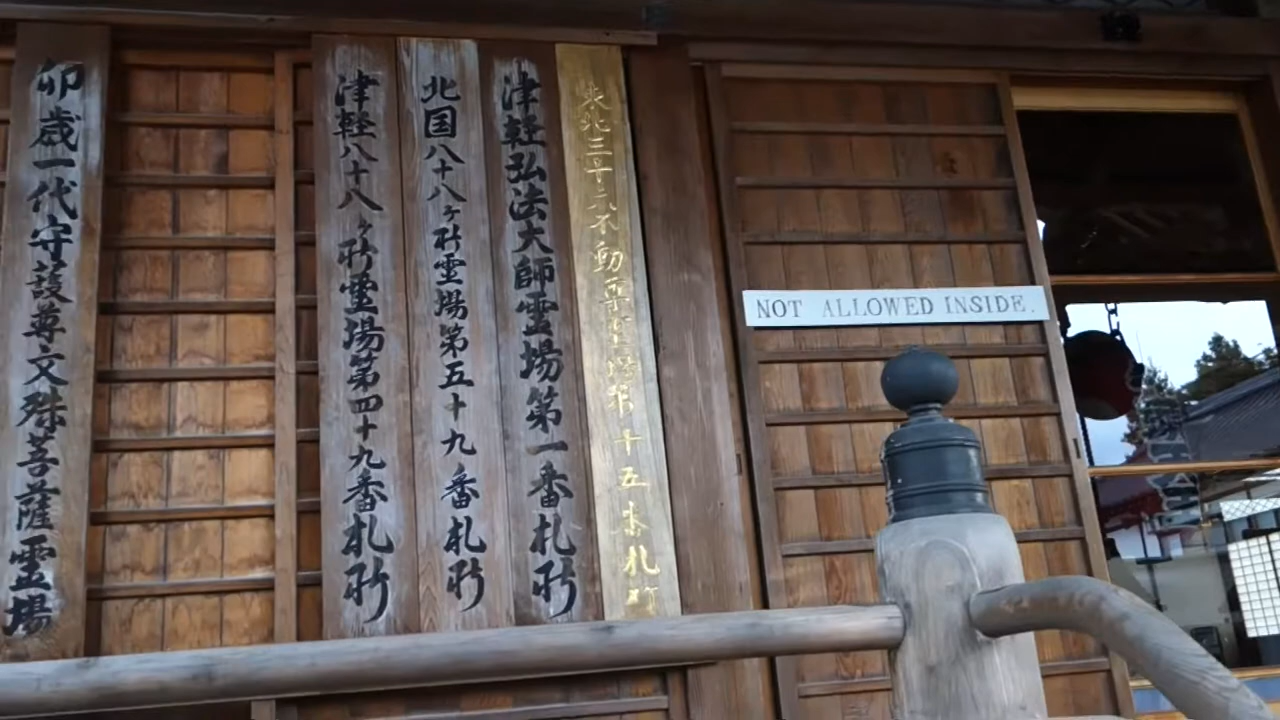 東北三十六不動尊霊場第十五番札所
津軽弘法大師霊場第一番札所
北国八十八ヶ所霊場第五十九番札所
津軽八十八ヶ所霊場第四十九番札所
卯歳一代守護尊文殊菩薩霊場
NOT ALLOWED INSIDE.